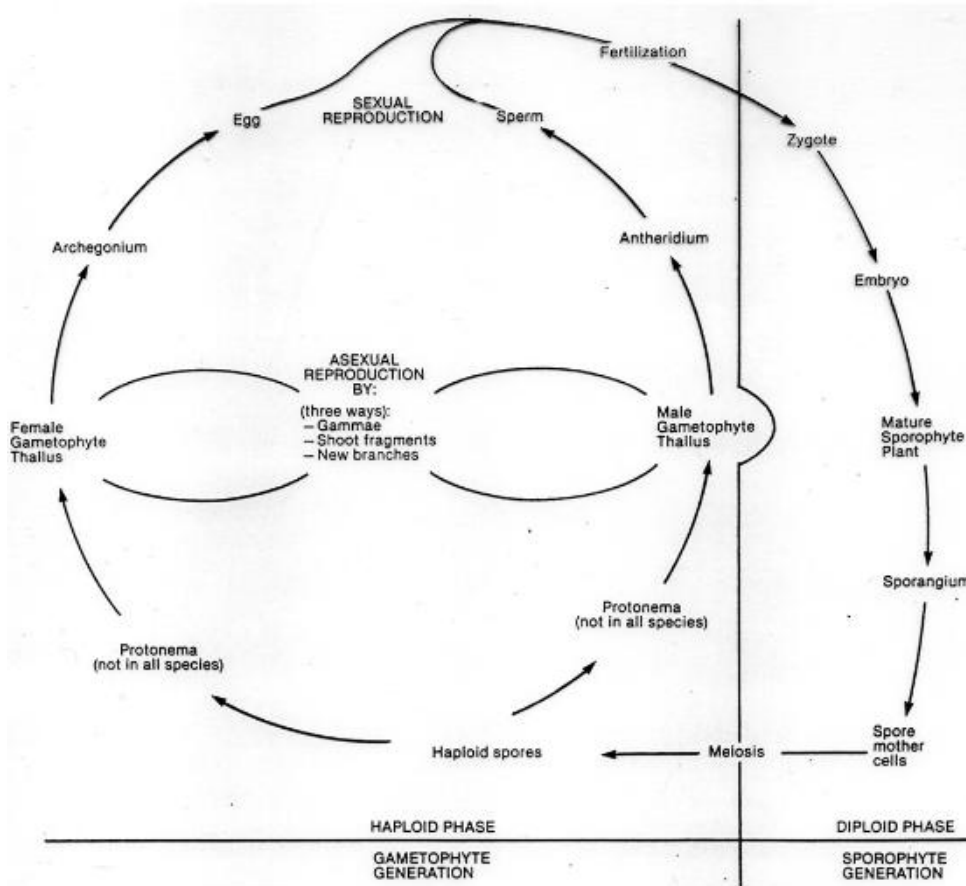 Fertilization
SEXUAL
REPRODUCTION
Egg
Sperm
Zygote
Archegonium
Antheridium
Embryo
ASEXUAL
REPRODUCTION
BY:
(three ways):
– Gammae
– Shoot fragments
– New branches
Female
Gametophyte
Thallus
Male
Gametophyte
Thallus
Mature
Sporophyte
Plant
Sporangium
Protonema
(not in all species)
Protonema
(not in all species)
Haploid spores
Meiosis
Spore
mother
cells
HAPLOID PHASE
DIPLOID PHASE
GAMETOPHYTE
GENERATION
SPOROPHYTE
GENERATION